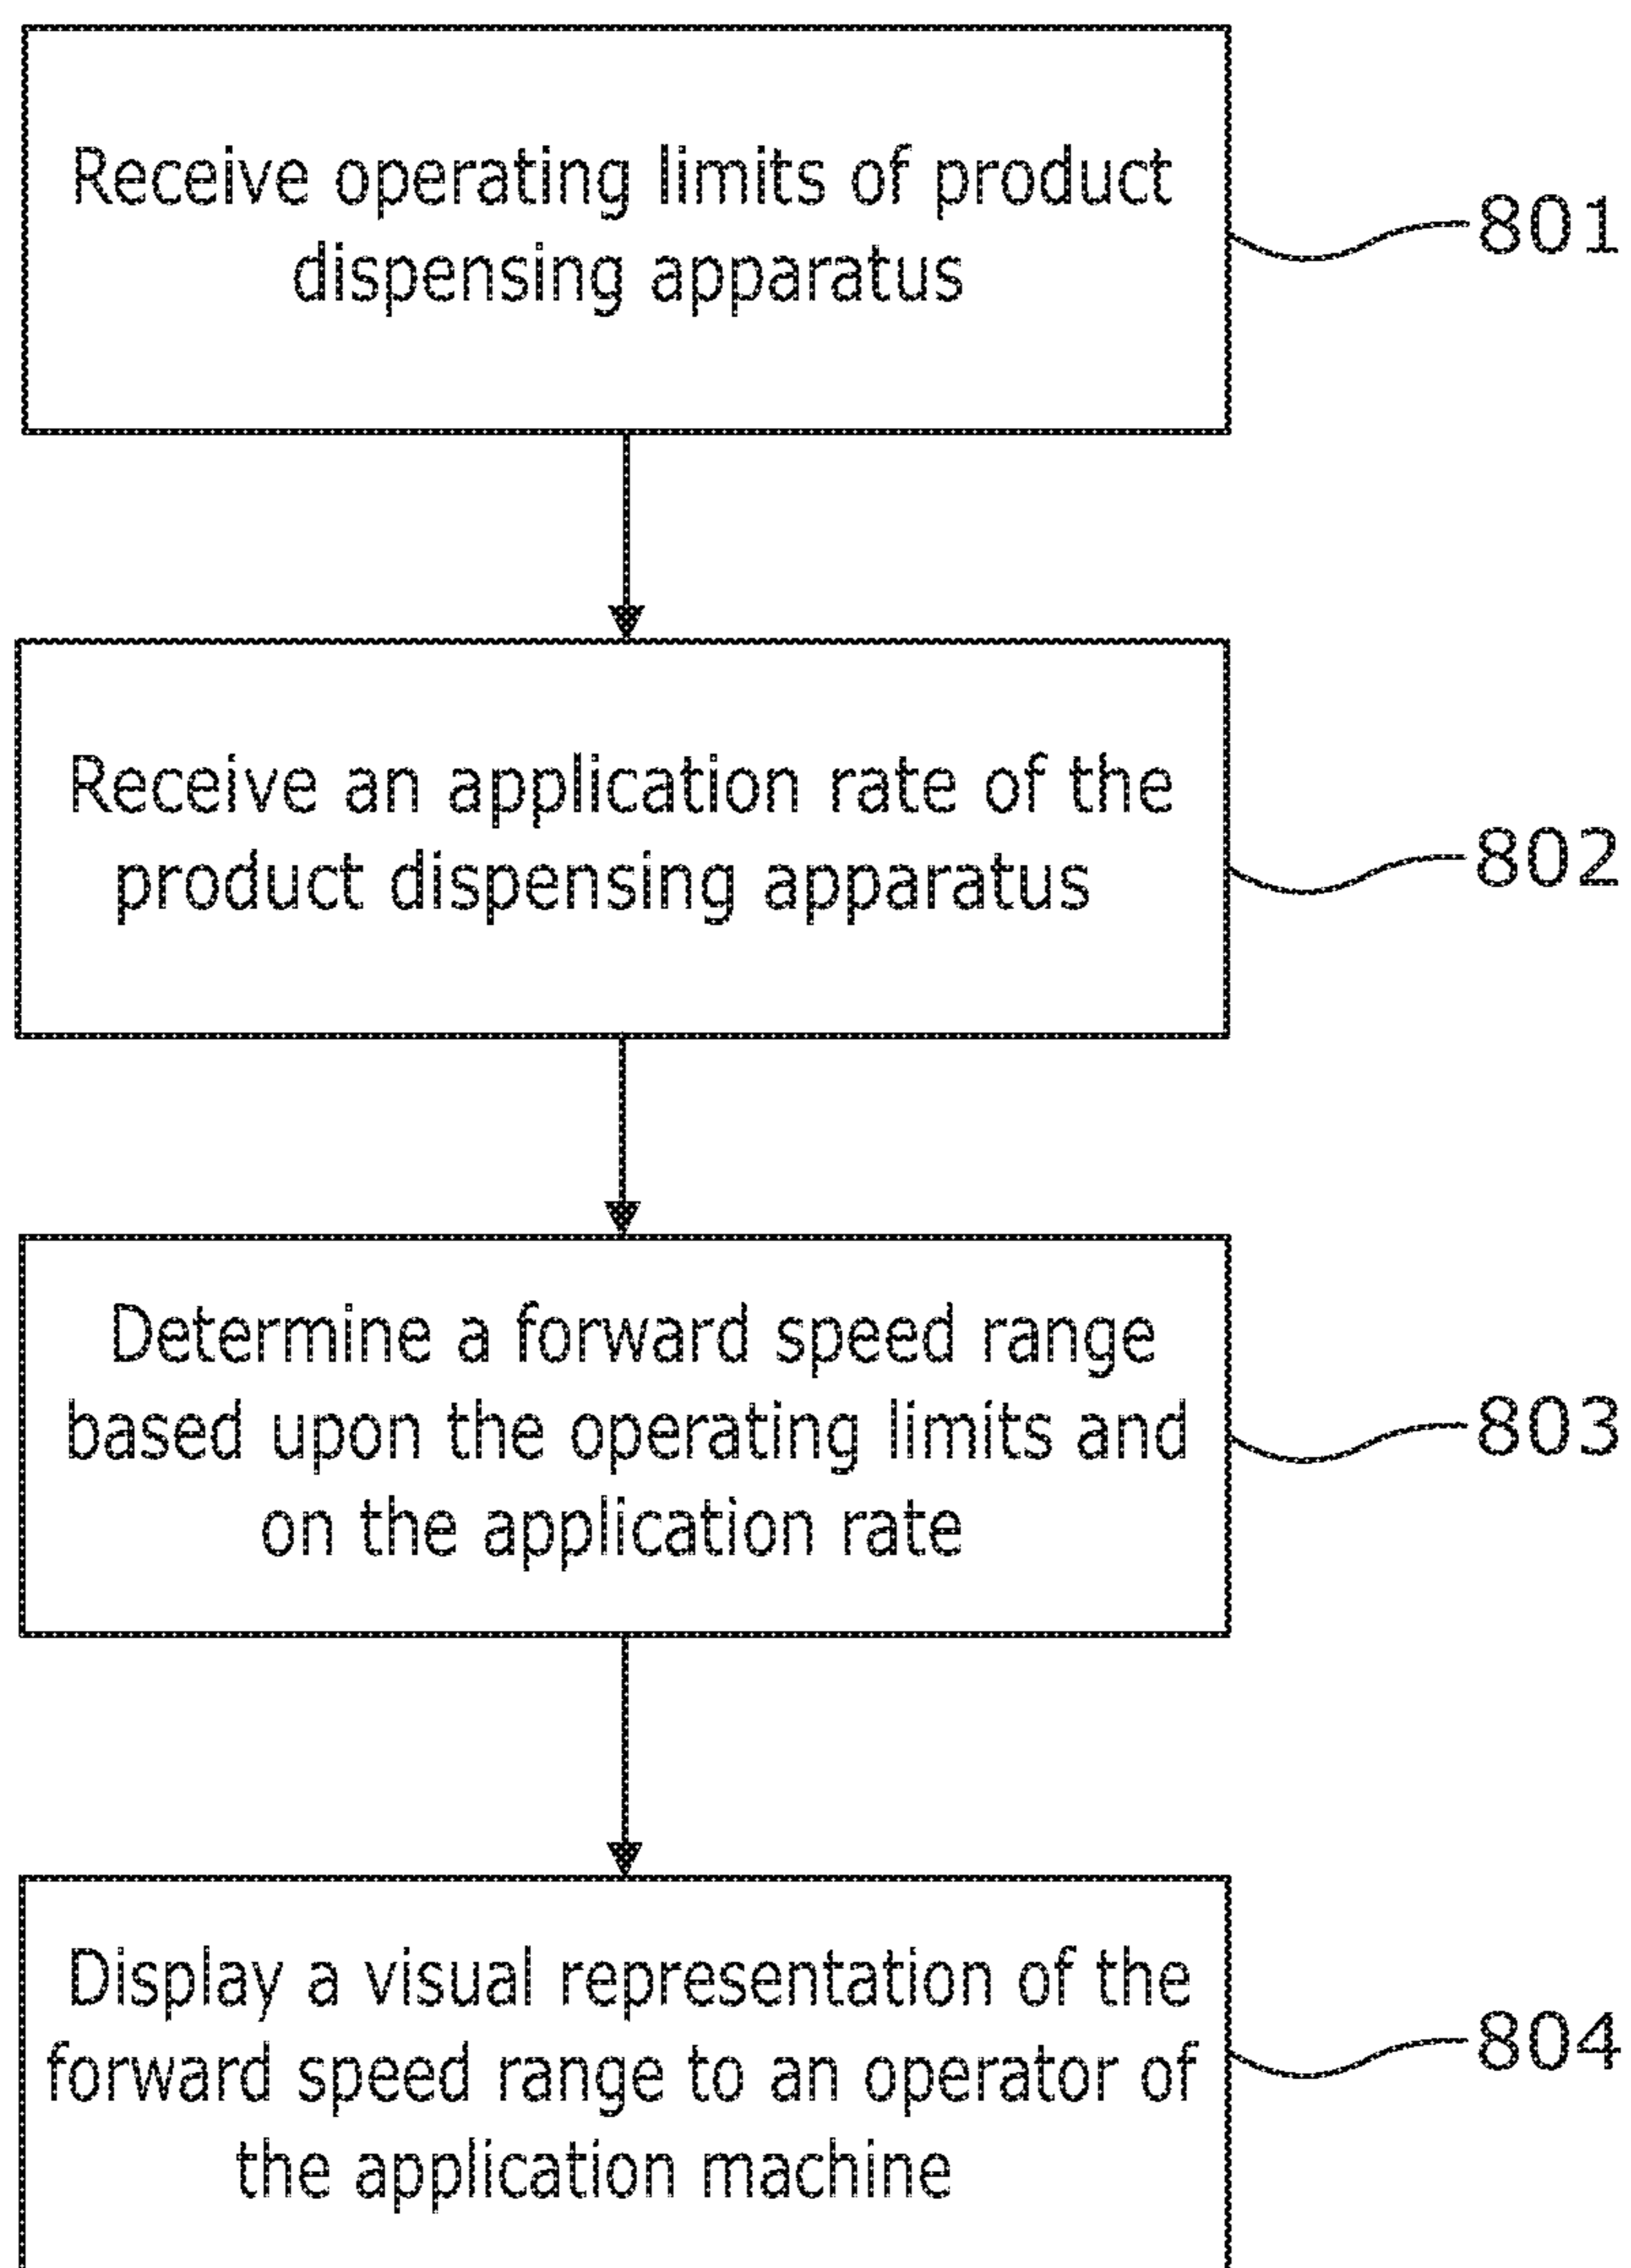 Receive operating limits of product
dispensing apparatus
801
Receive an application rate of the
product dispensing apparatus
802
Determine a forward speed range
based upon the operating limits and
on the application rate
803
Display a visual representation of the
forward speed range to an operator of
the application machine
804